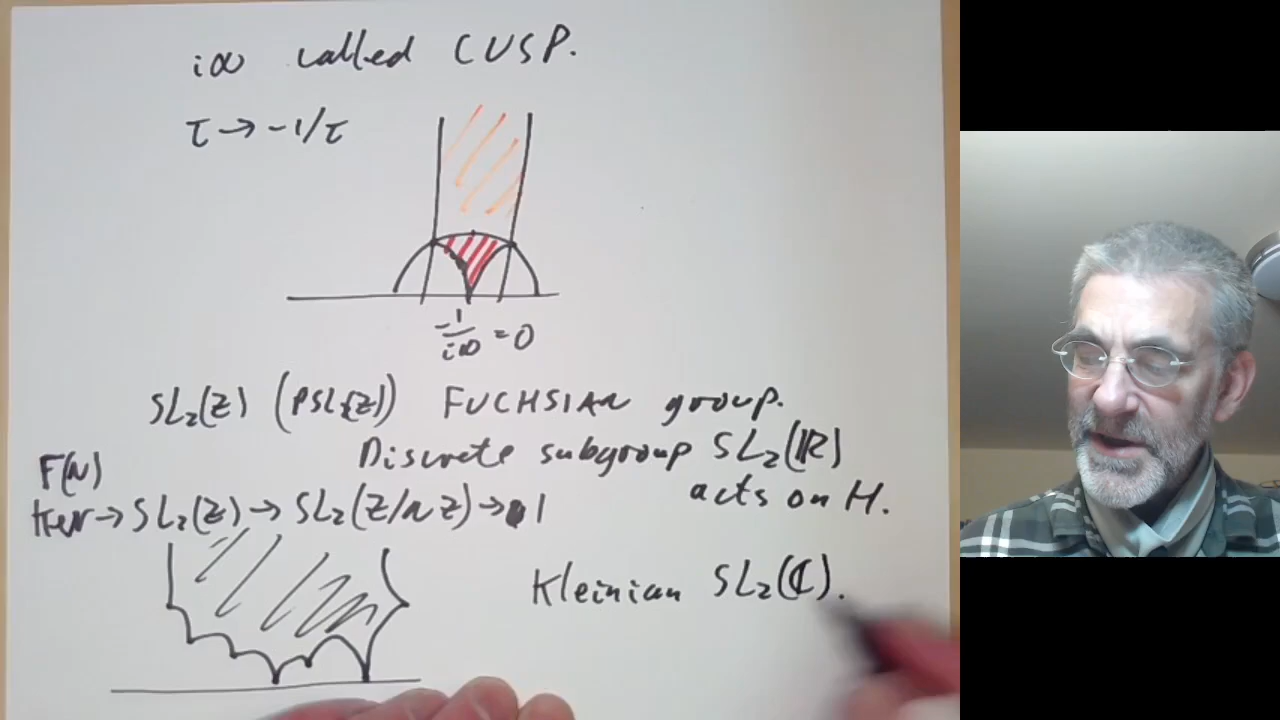 i∞ called CUSP.
τ → -1/τ
-1/i∞ = 0
SL₂(Z) (PSL₂(Z)) FUCHSIAN group.
Discrete subgroup SL₂(ℝ)
acts on H.
Γ(N)
Ker → SL₂(Z) → SL₂(Z/NZ) → 1
Kleinian SL₂(ℂ).